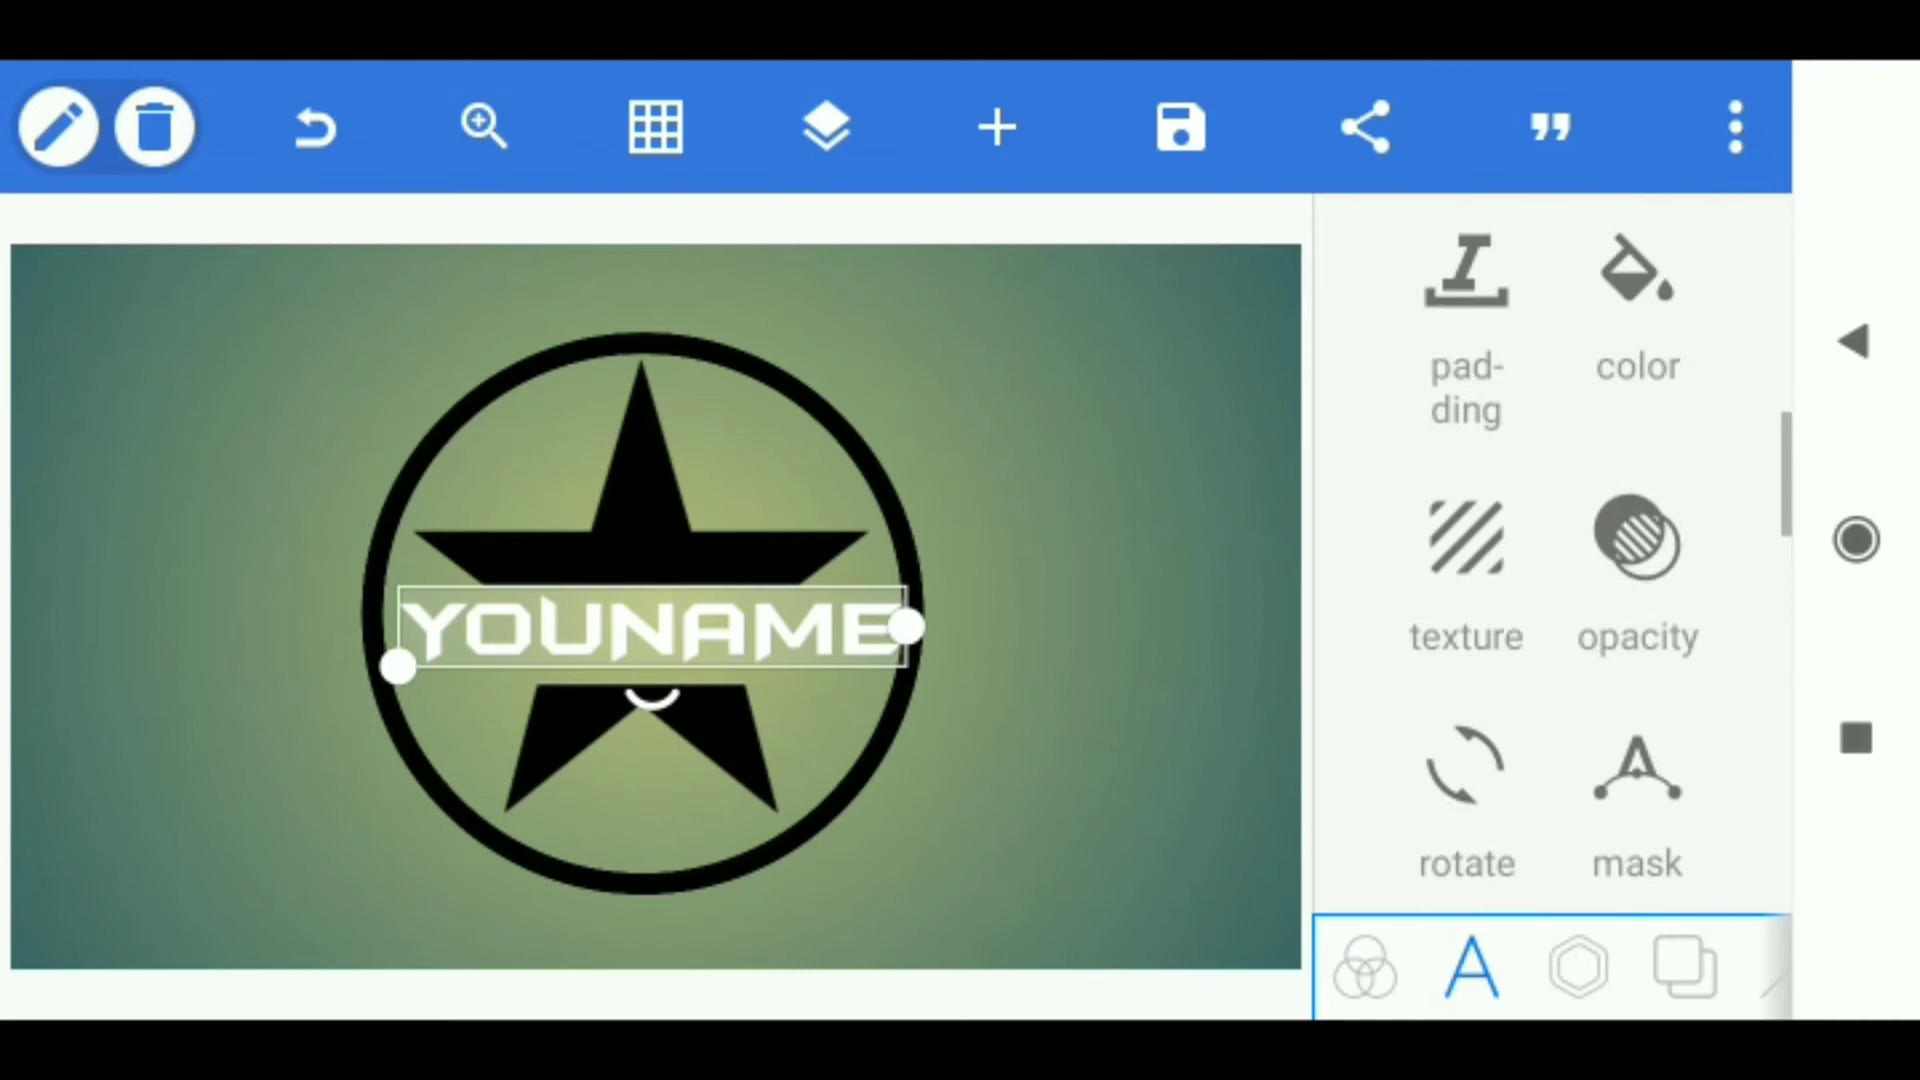 pad-
ding
color
YOUNAME
texture
opacity
rotate
mask